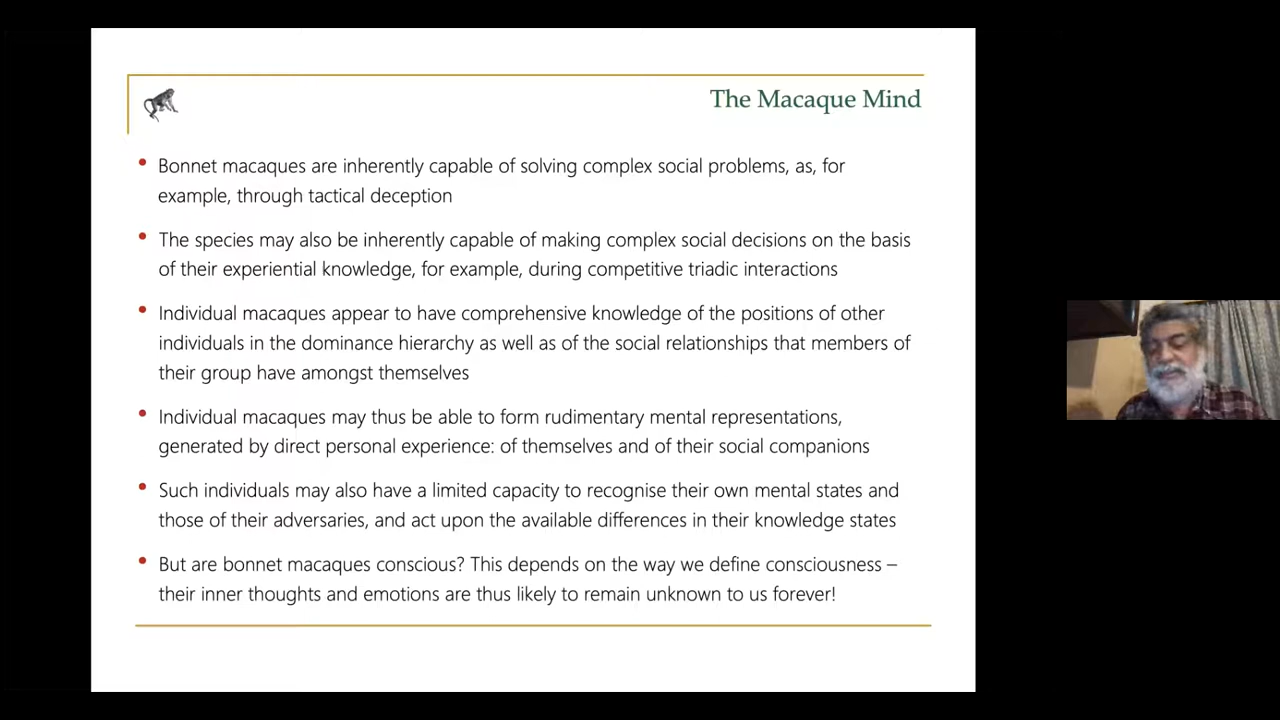 The Macaque Mind
• Bonnet macaques are inherently capable of solving complex social problems, as, for
example, through tactical deception
• The species may also be inherently capable of making complex social decisions on the basis
of their experiential knowledge, for example, during competitive triadic interactions
• Individual macaques appear to have comprehensive knowledge of the positions of other
individuals in the dominance hierarchy as well as of the social relationships that members of
their group have amongst themselves
• Individual macaques may thus be able to form rudimentary mental representations,
generated by direct personal experience: of themselves and of their social companions
• Such individuals may also have a limited capacity to recognise their own mental states and
those of their adversaries, and act upon the available differences in their knowledge states
• But are bonnet macaques conscious? This depends on the way we define consciousness –
their inner thoughts and emotions are thus likely to remain unknown to us forever!